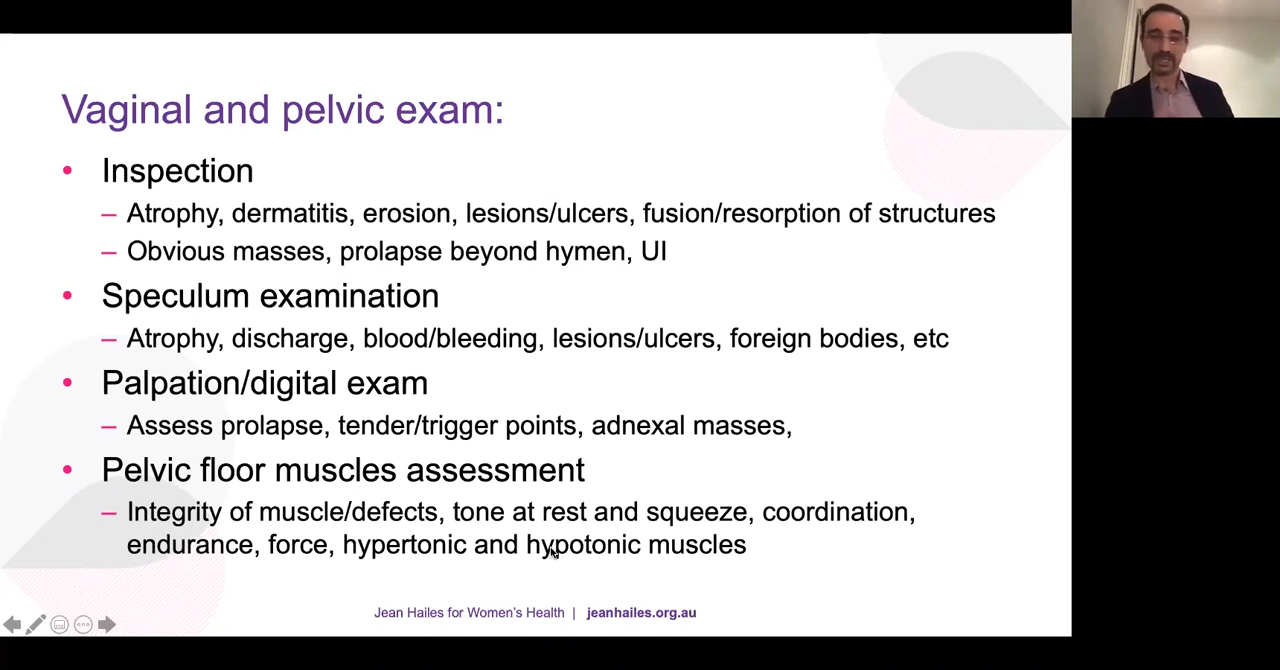 Vaginal and pelvic exam:
• Inspection
– Atrophy, dermatitis, erosion, lesions/ulcers, fusion/resorption of structures
– Obvious masses, prolapse beyond hymen, UI
• Speculum examination
– Atrophy, discharge, blood/bleeding, lesions/ulcers, foreign bodies, etc
• Palpation/digital exam
– Assess prolapse, tender/trigger points, adnexal masses,
• Pelvic floor muscles assessment
– Integrity of muscle/defects, tone at rest and squeeze, coordination,
endurance, force, hypertonic and hypotonic muscles
Jean Hailes for Women's Health | jeanhailes.org.au